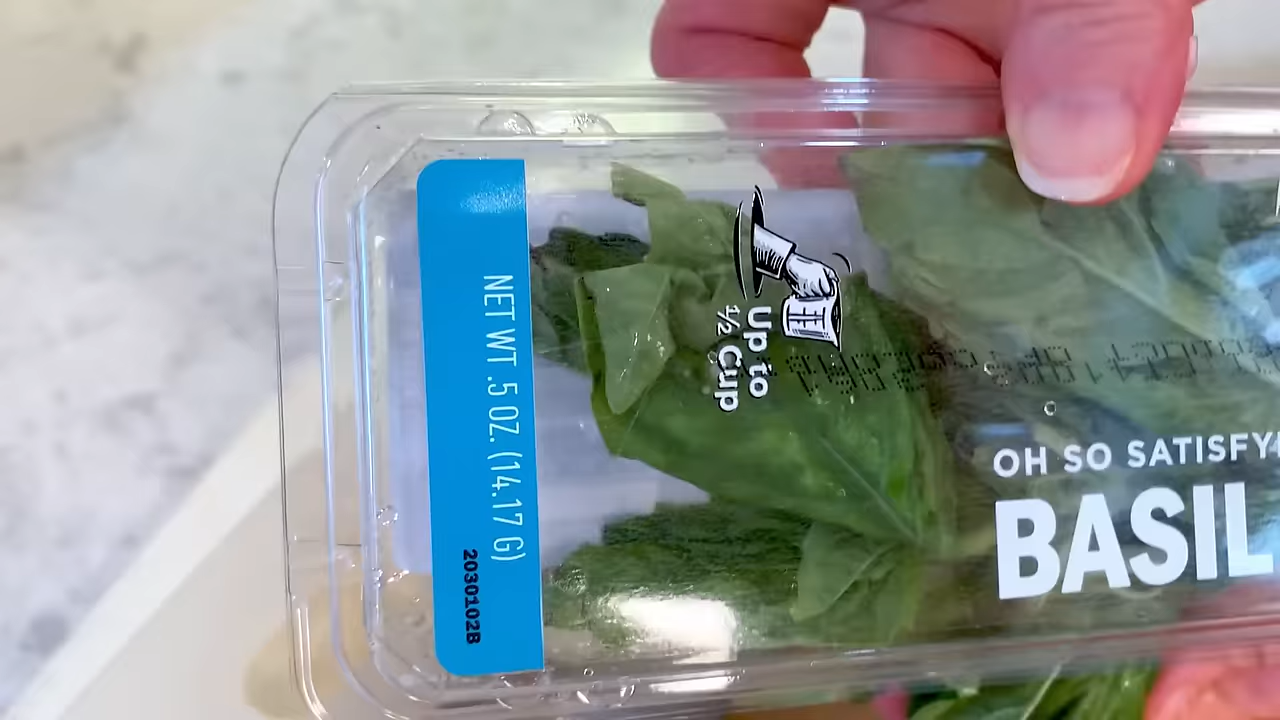 NET WT .5 OZ. (14.17 G)
2030102B
Up to
½ Cup
OH SO SATISFY
BASIL